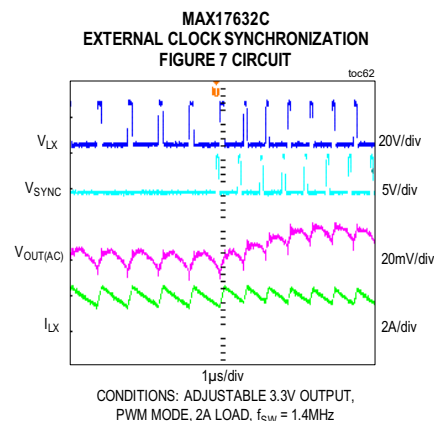 MAX17632C
EXTERNAL CLOCK SYNCHRONIZATION
FIGURE 7 CIRCUIT
toc62
T
VLX
20V/div
VSYNC
5V/div
VOUT(AC)
20mV/div
ILX
2A/div
1µs/div
CONDITIONS: ADJUSTABLE 3.3V OUTPUT,
PWM MODE, 2A LOAD, fSW = 1.4MHz